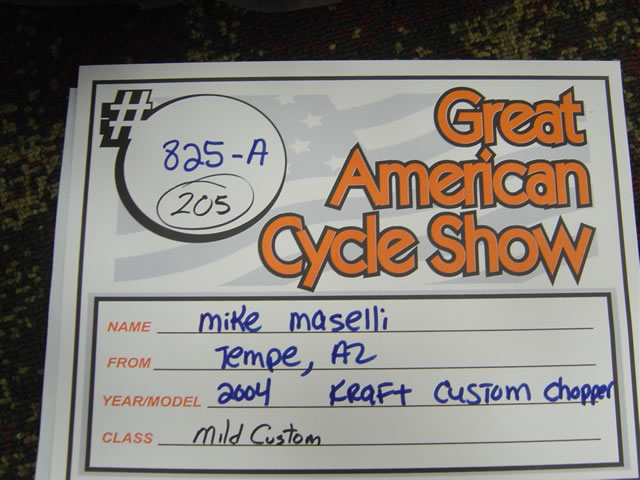 #
825-A
205
Great
American
Cycle Show
NAME mike maselli
FROM Tempe, AZ
YEAR/MODEL 2004 KRAFT CUSTOM Chopper
CLASS Mild Custom